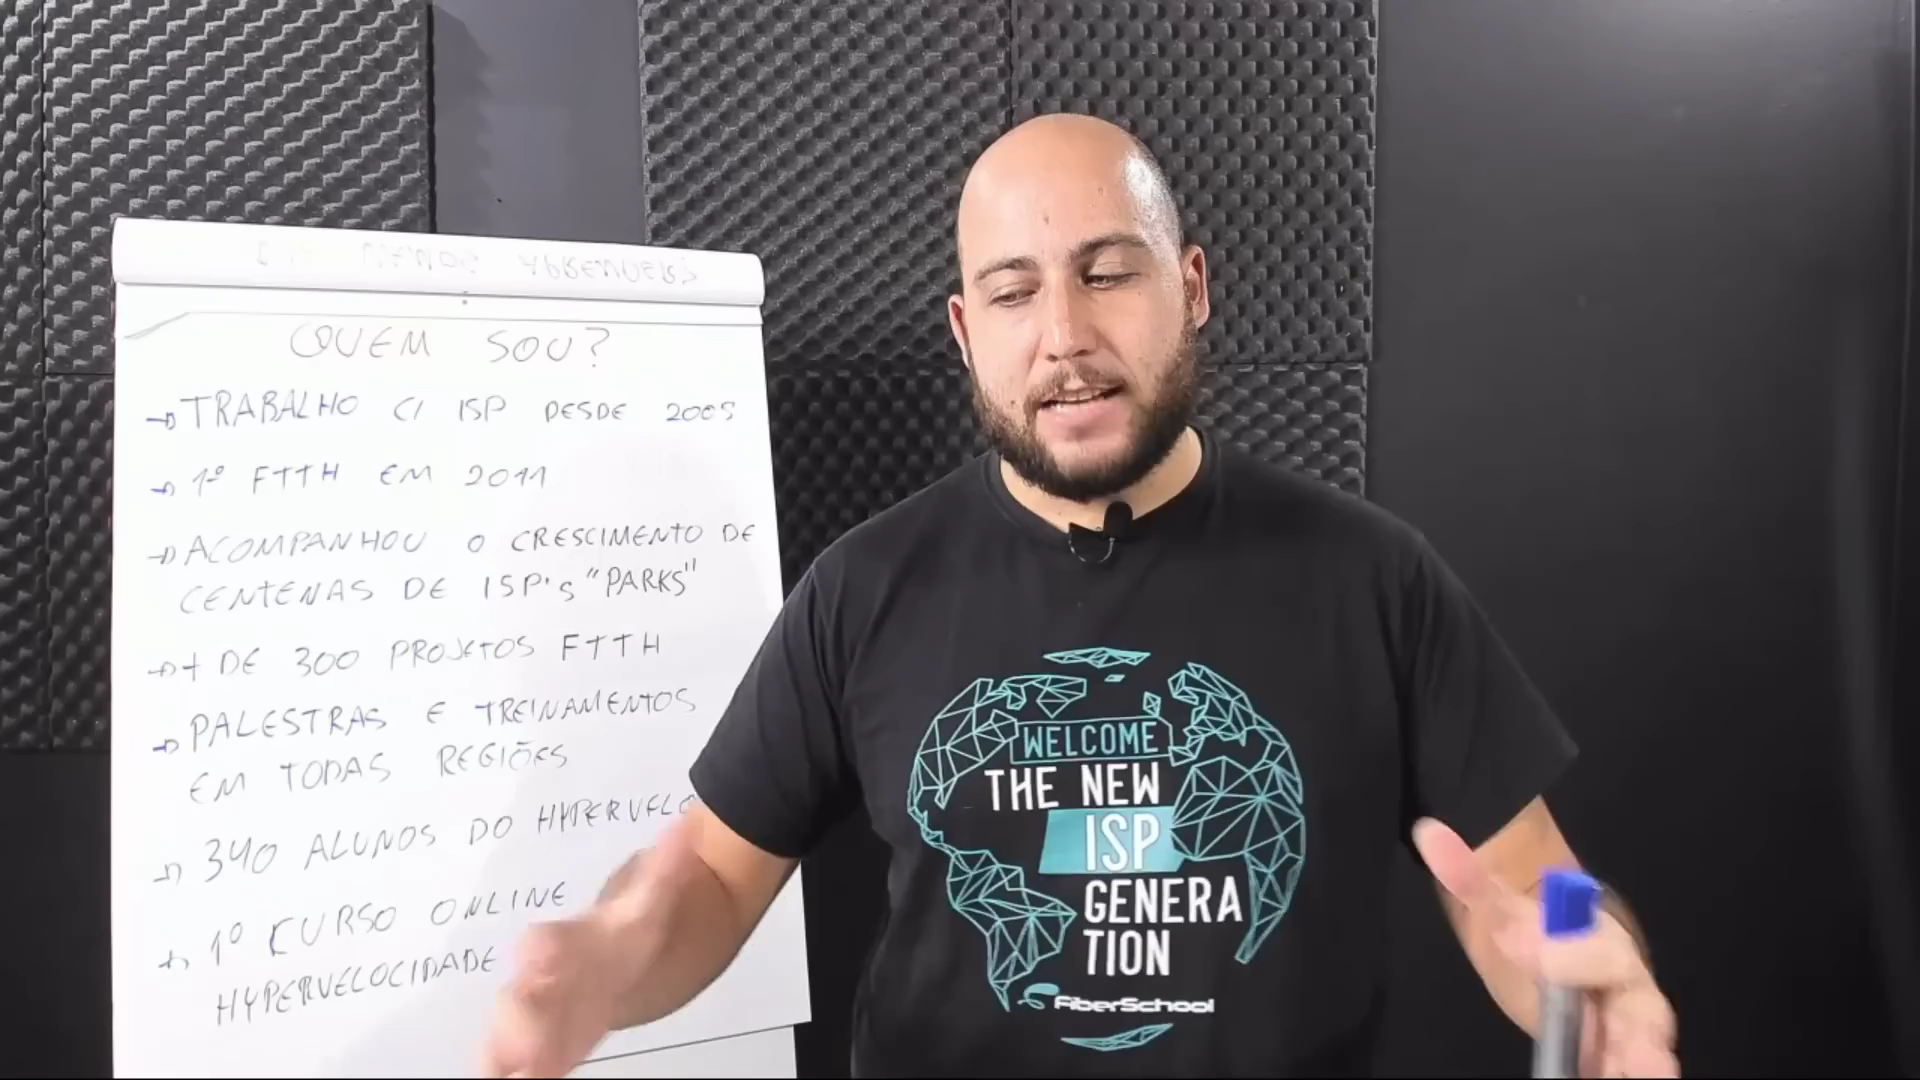 QUEM SOU?
TRABALHO C/ ISP DESDE 2005
1º FTTH EM 2011
ACOMPANHOU O CRESCIMENTO DE
CENTENAS DE ISP'S "PARKS"
+ DE 300 PROJETOS FTTH
PALESTRAS E TREINAMENTOS
EM TODAS REGIÕES
340 ALUNOS DO HYPERVELO
1º CURSO ONLINE
HYPERVELOCIDADE
WELCOME
THE NEW
ISP
GENERA
TION
FiberSchool